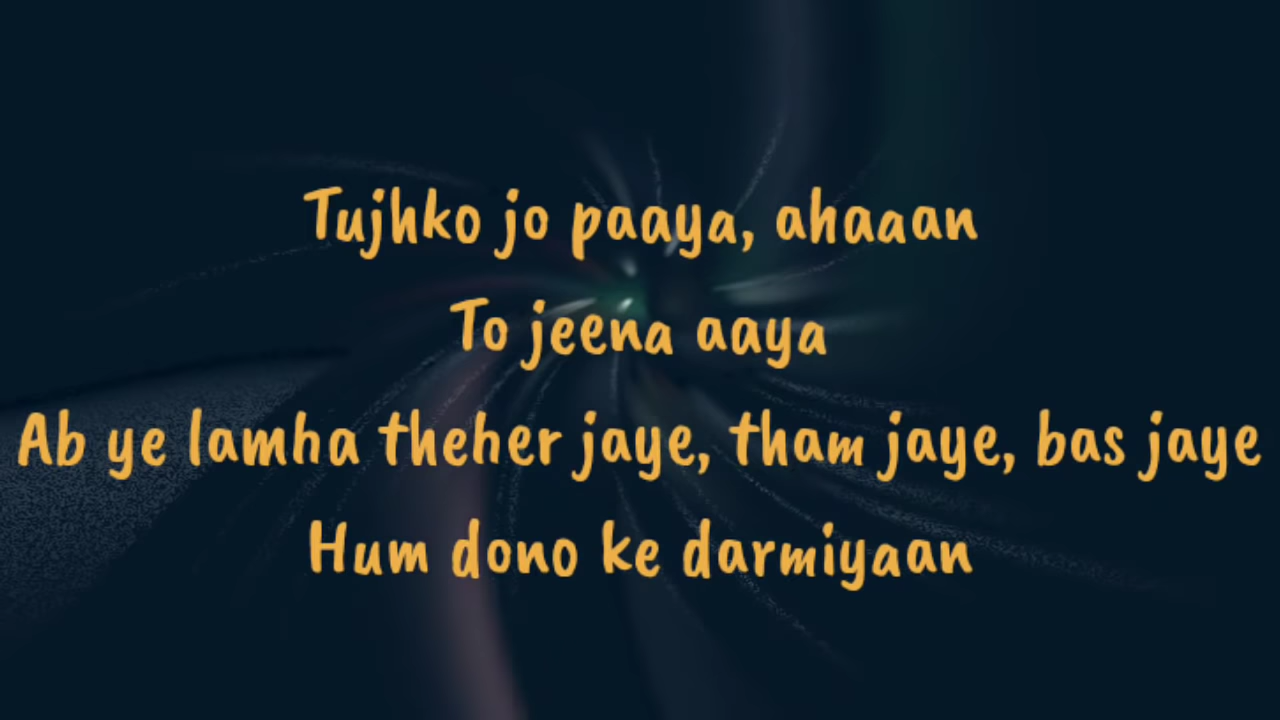 Tujhko jo paaya, ahaaan
To jeena aaya
Ab ye lamha theher jaye, tham jaye, bas jaye
Hum dono ke darmiyaan